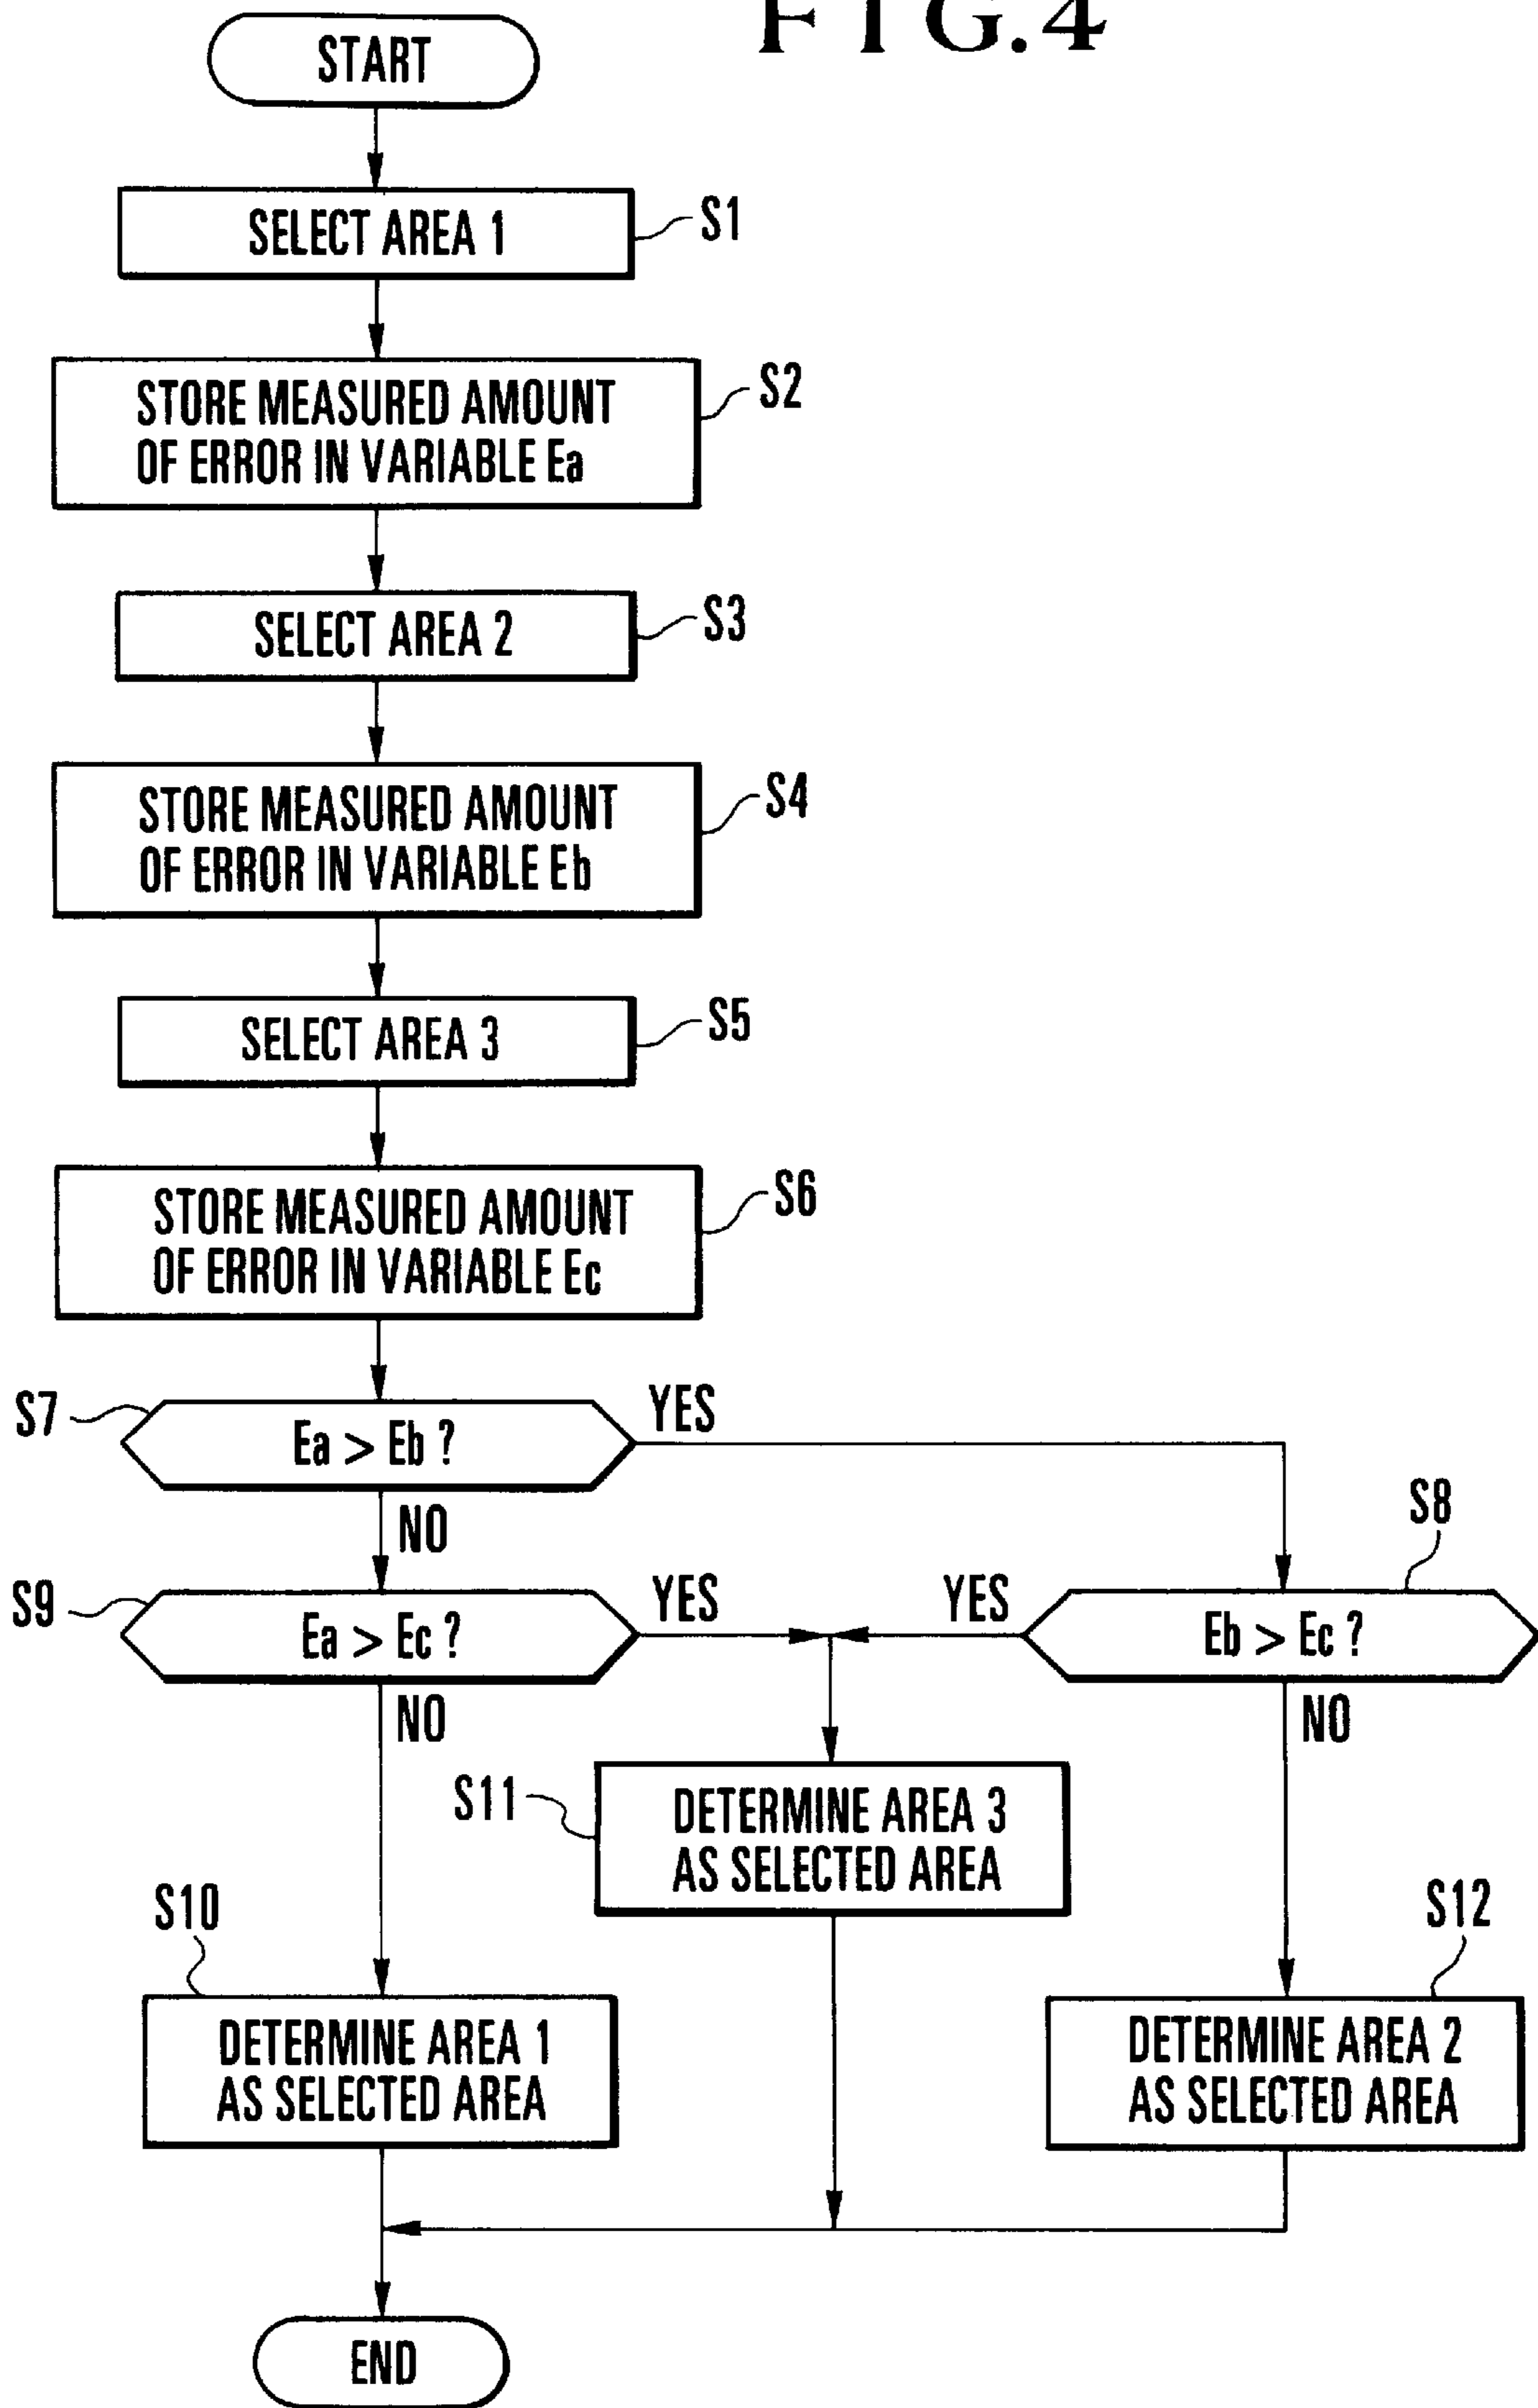 FIG.4
START
SELECT AREA 1
S1
STORE MEASURED AMOUNT
OF ERROR IN VARIABLE Ea
S2
SELECT AREA 2
S3
STORE MEASURED AMOUNT
OF ERROR IN VARIABLE Eb
S4
SELECT AREA 3
S5
STORE MEASURED AMOUNT
OF ERROR IN VARIABLE Ec
S6
S7
Ea > Eb ?
YES
NO
S8
S9
Ea > Ec ?
YES
YES
Eb > Ec ?
NO
NO
S11
DETERMINE AREA 3
AS SELECTED AREA
S10
S12
DETERMINE AREA 1
AS SELECTED AREA
DETERMINE AREA 2
AS SELECTED AREA
END